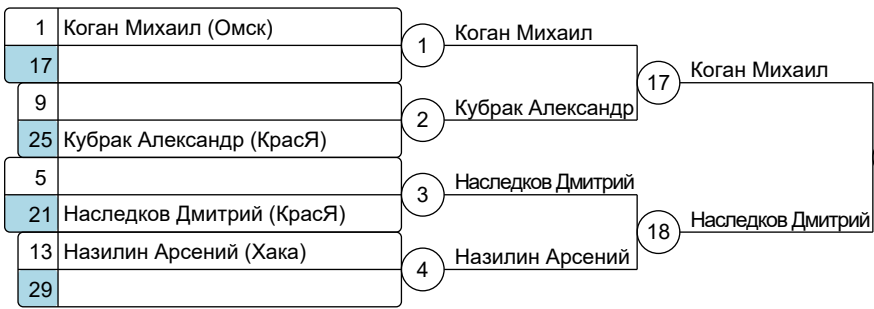 1 Коган Михаил (Омск)
17
9
25 Кубрак Александр (КрасЯ)
5
21 Наследков Дмитрий (КрасЯ)
13 Назилин Арсений (Хака)
29
1 Коган Михаил
2 Кубрак Александр
3 Наследков Дмитрий
4 Назилин Арсений
17 Коган Михаил
18 Наследков Дмитрий